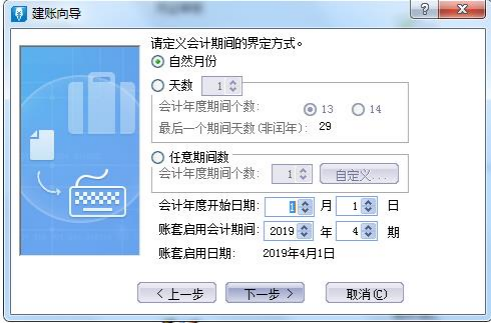 建账向导
请定义会计期间的界定方式。
自然月份
天数 1
会计年度期间个数: 13 14
最后一个期间天数(非闰年): 29
任意期间数
会计年度期间个数: 1 自定义...
会计年度开始日期: 1 月 1 日
账套启用会计期间: 2019 年 4 期
账套启用日期: 2019年4月1日
<上一步 下一步> 取消(C)